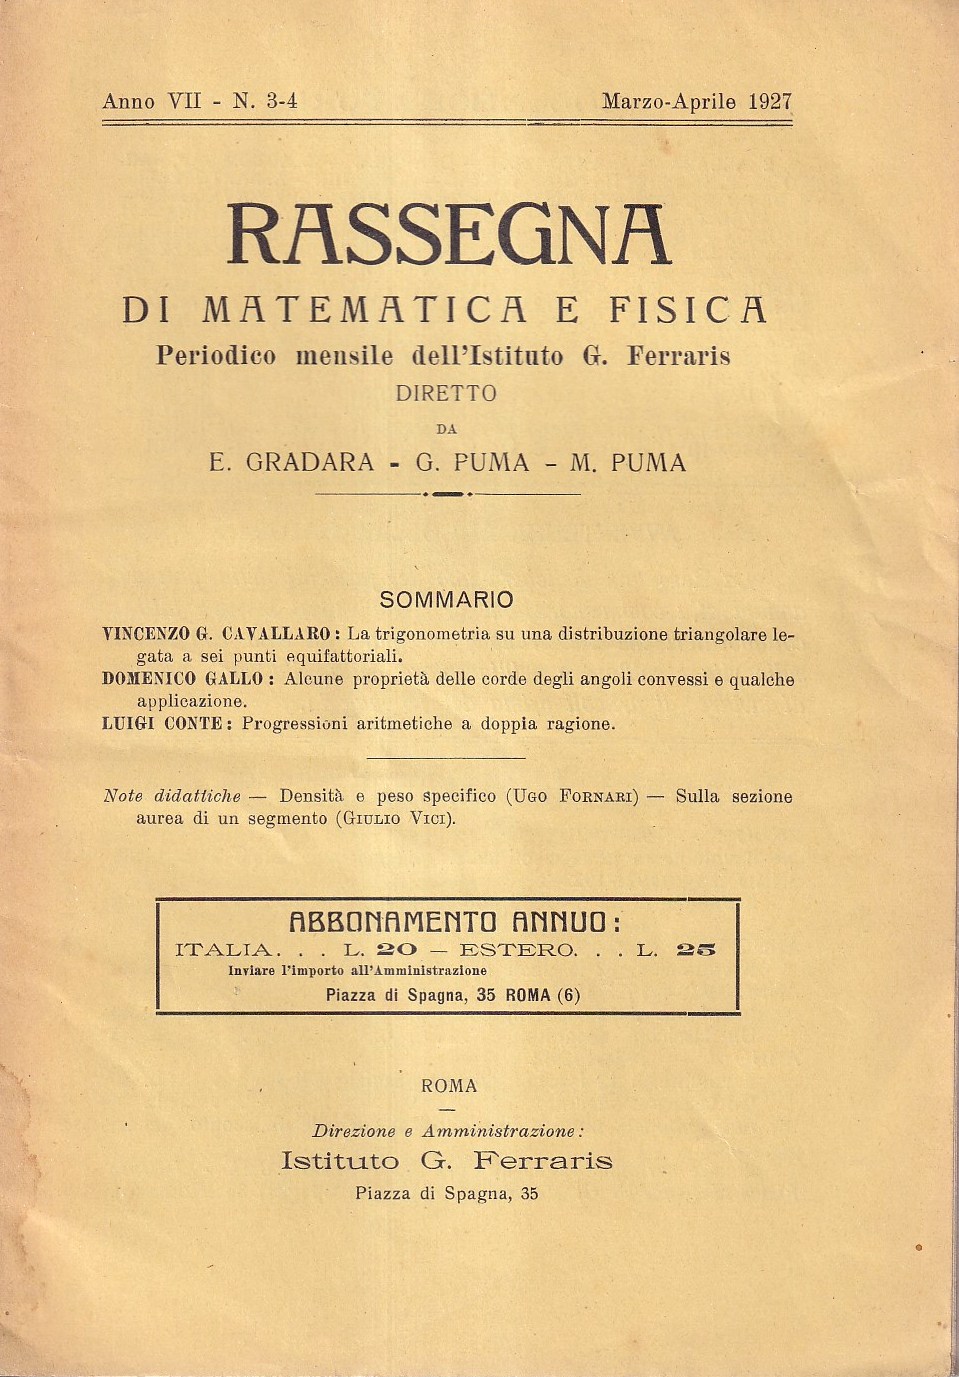 Anno VII - N. 3-4 Marzo-Aprile 1927
RASSEGNA
DI MATEMATICA E FISICA
Periodico mensile dell'Istituto G. Ferraris
DIRETTO
DA
E. GRADARA - G. PUMA - M. PUMA
SOMMARIO
VINCENZO G. CAVALLARO: La trigonometria su una distribuzione triangolare le-
gata a sei punti equifattoriali.
DOMENICO GALLO: Alcune proprietà delle corde degli angoli convessi e qualche
applicazione.
LUIGI CONTE: Progressioni aritmetiche a doppia ragione.
Note didattiche — Densità e peso specifico (UGO FORNARI) — Sulla sezione
aurea di un segmento (GIULIO VICI).
ABBONAMENTO ANNUO:
ITALIA. . . L. 20 — ESTERO. . . L. 25
Inviare l'importo all'Amministrazione
Piazza di Spagna, 35 ROMA (6)
ROMA
Direzione e Amministrazione:
Istituto G. Ferraris
Piazza di Spagna, 35